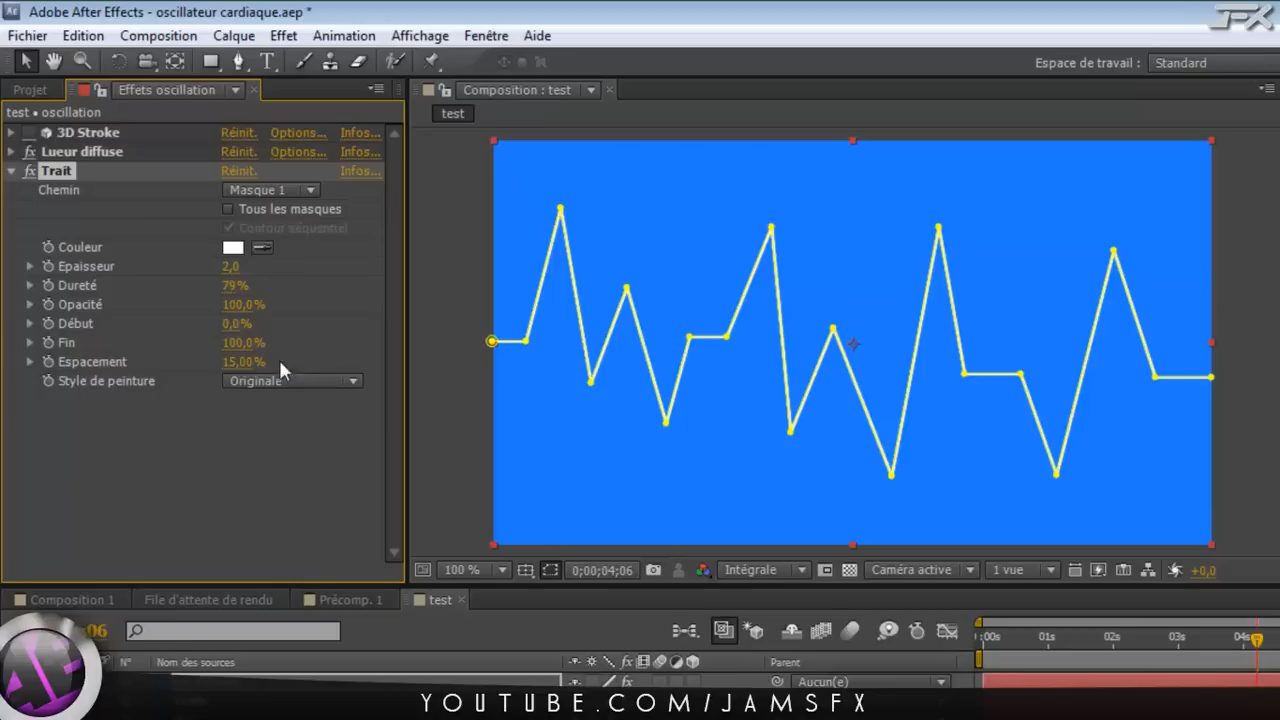 Adobe After Effects - oscillateur cardiaque.aep *
JFX
Fichier Edition Composition Calque Effet Animation Affichage Fenêtre Aide
Espace de travail : Standard
Projet Effets oscillation Composition : test
test • oscillation
test
3D Stroke Réinit. Options... Infos...
fx Lueur diffuse Réinit. Options... Infos...
fx Trait Réinit. Infos...
Chemin Masque 1
Tous les masques
Contour séquentiel
Couleur
Epaisseur 2,0
Dureté 79 %
Opacité 100,0 %
Début 0,0 %
Fin 100,0 %
Espacement 15,00 %
Style de peinture Originale
100 % 0;00;04;06 Intégrale Caméra active 1 vue +0,0
Composition 1 File d'attente de rendu Précomp. 1 test
06
:00s 01s 02s 03s 04s
N° Nom des sources fx Parent
Aucun(e)
YOUTUBE.COM/JAMSFX